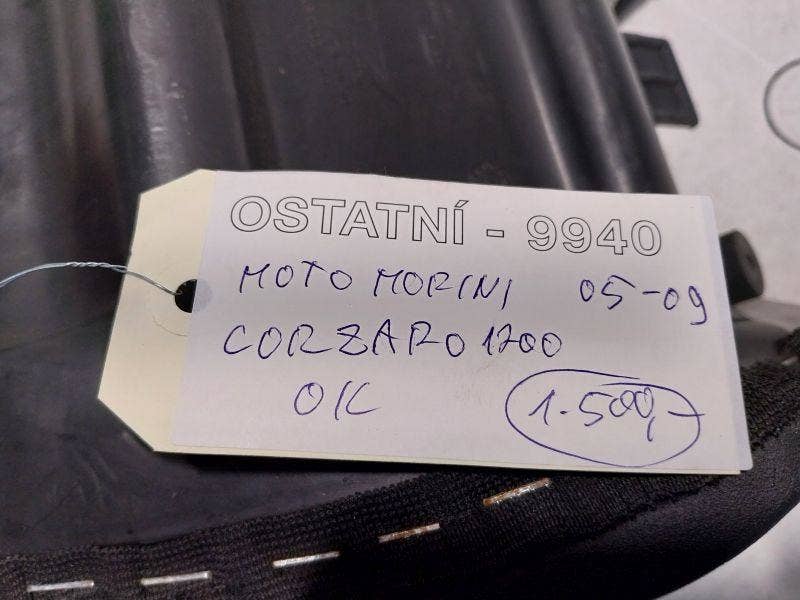 OSTATNÍ - 9940
MOTO MORINI 05-09
CORZARO 1200
OK
1.500,-